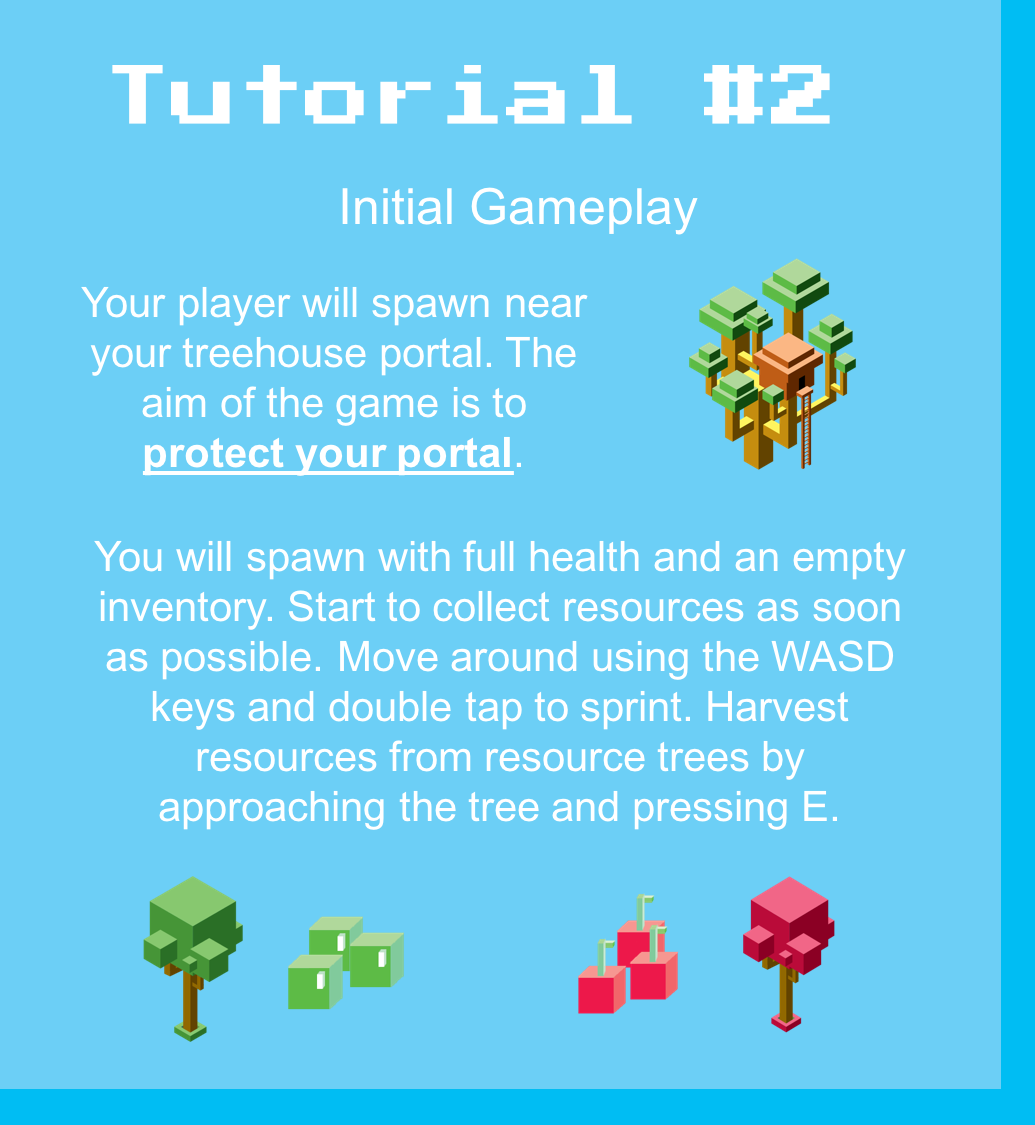 Tutorial #2
Initial Gameplay
Your player will spawn near
your treehouse portal. The
aim of the game is to
protect your portal.
You will spawn with full health and an empty
inventory. Start to collect resources as soon
as possible. Move around using the WASD
keys and double tap to sprint. Harvest
resources from resource trees by
approaching the tree and pressing E.